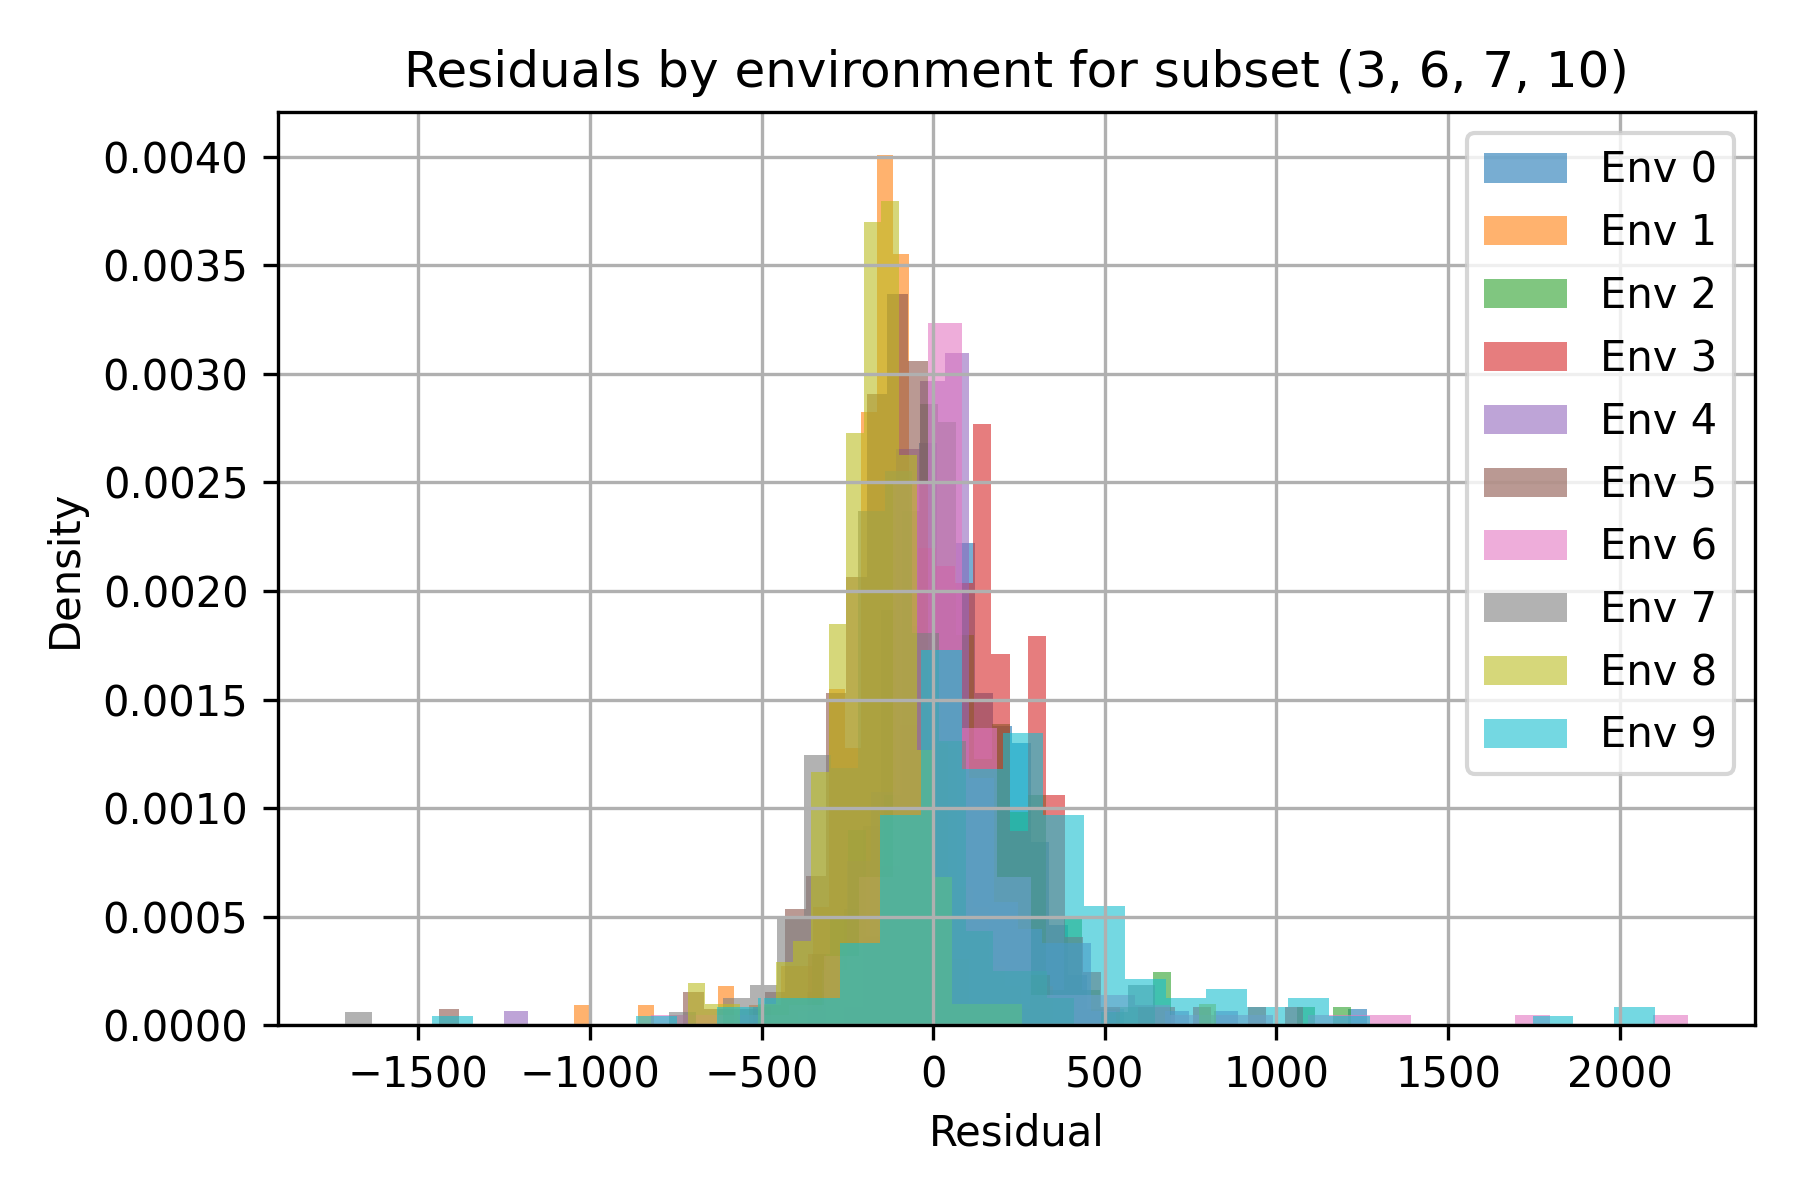 Residuals by environment for subset (3, 6, 7, 10)
0.0040
0.0035
0.0030
0.0025
0.0020
0.0015
0.0010
0.0005
0.0000
Density
−1500 −1000 −500 0 500 1000 1500 2000
Residual
Env 0
Env 1
Env 2
Env 3
Env 4
Env 5
Env 6
Env 7
Env 8
Env 9